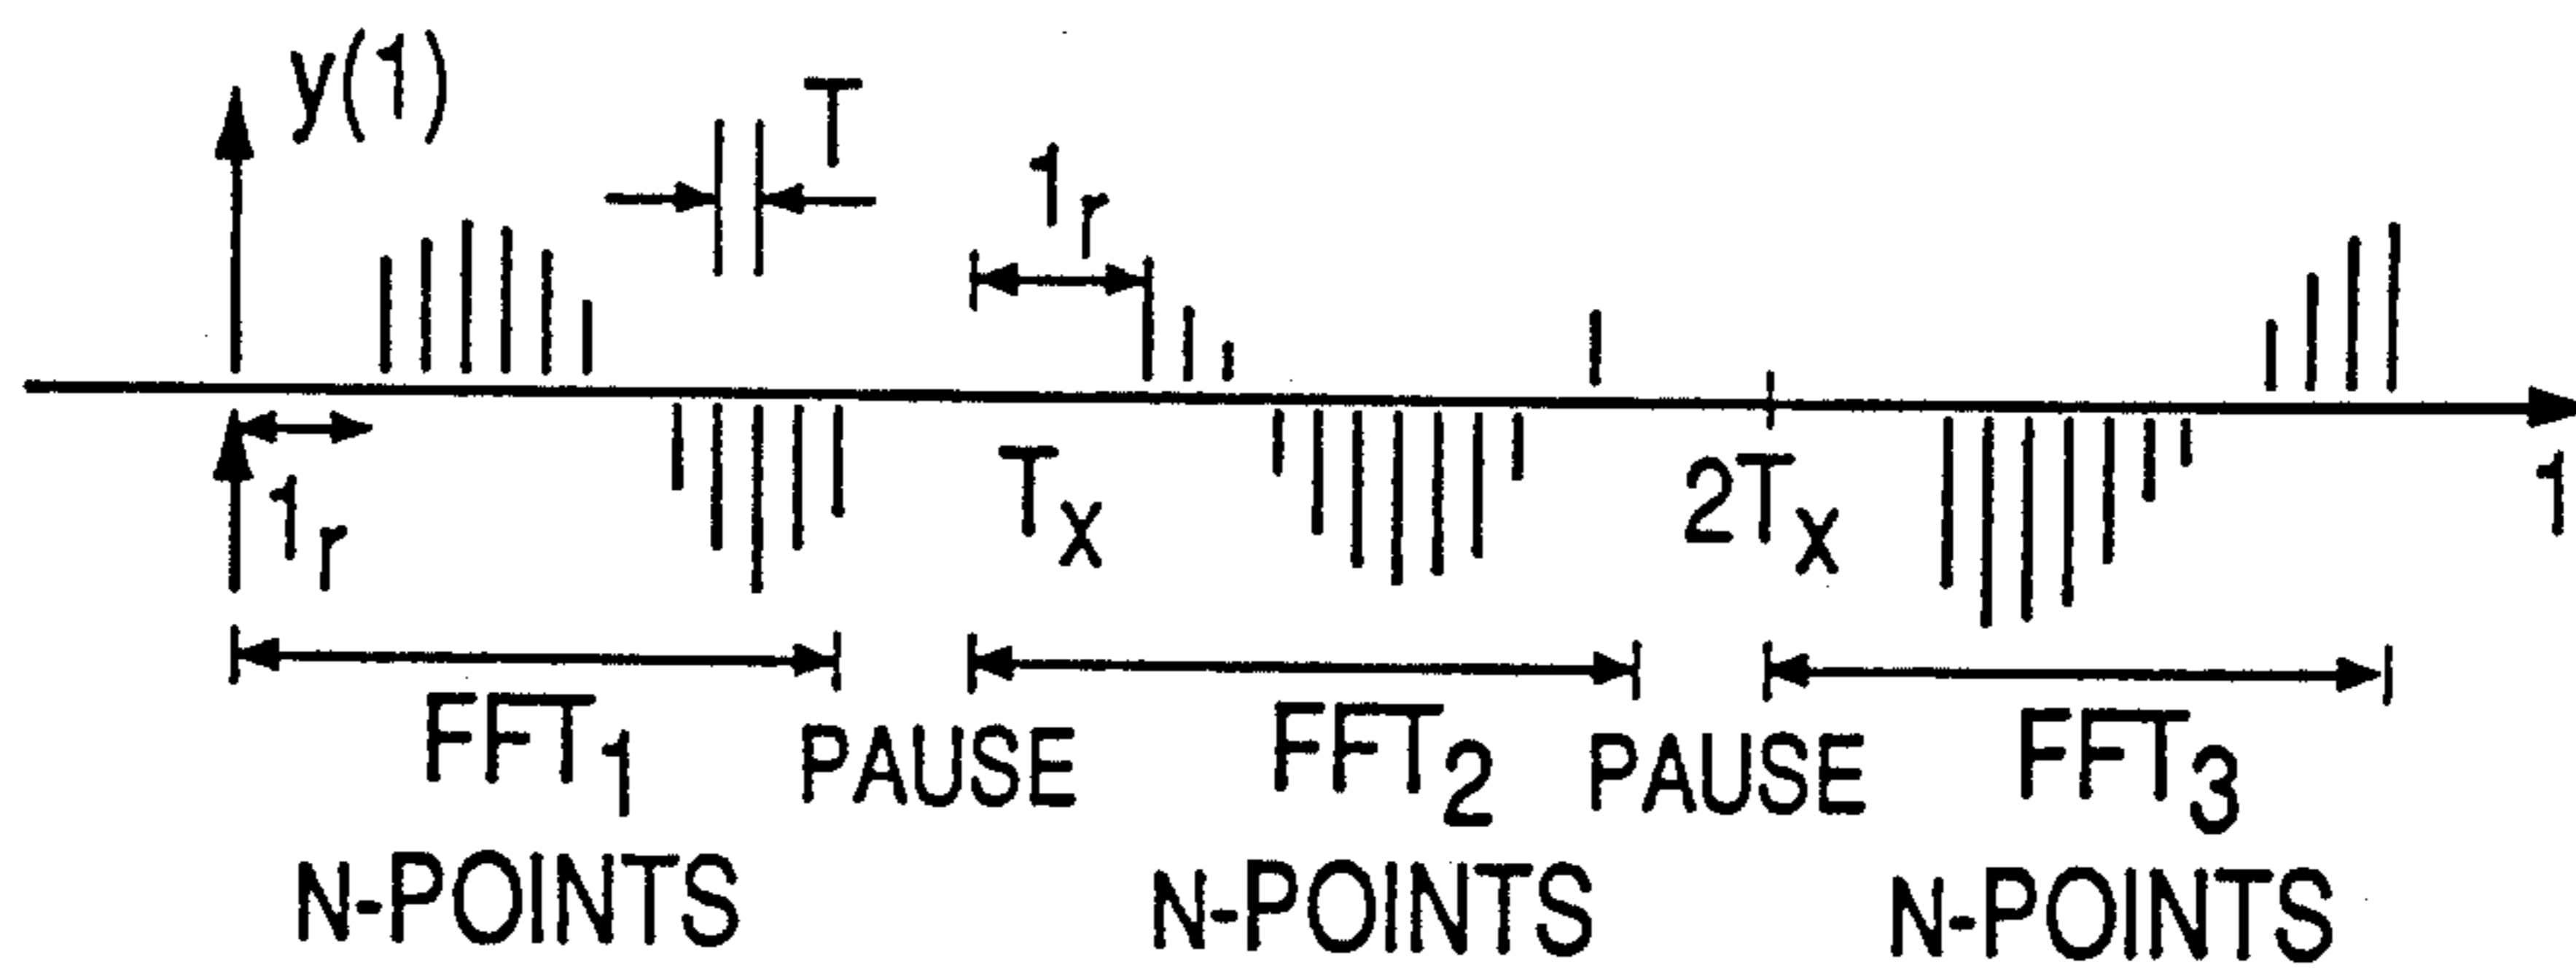 y(1)
T
1r
1r
Tx
2Tx
1
FFT1
PAUSE
FFT2
PAUSE
FFT3
N-POINTS
N-POINTS
N-POINTS